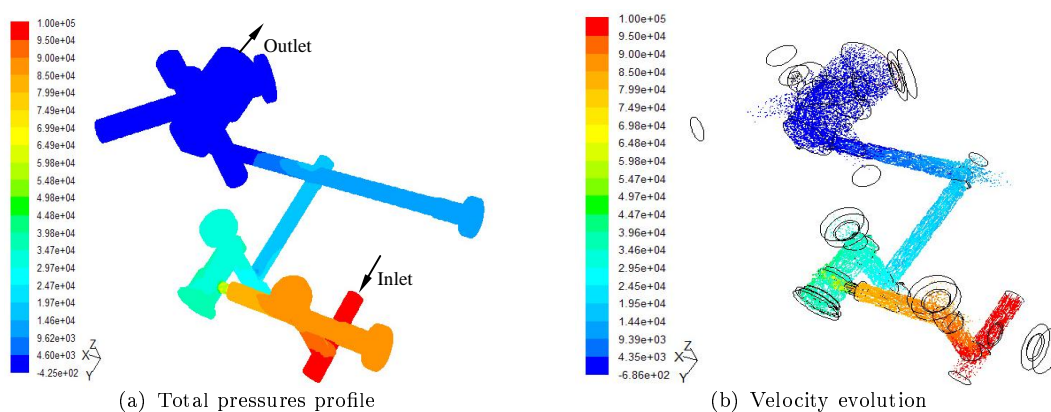 1.00e+05
9.50e+04
9.00e+04
8.50e+04
7.99e+04
7.49e+04
6.99e+04
6.49e+04
5.98e+04
5.48e+04
4.98e+04
4.48e+04
3.98e+04
3.47e+04
2.97e+04
2.47e+04
1.97e+04
1.46e+04
9.62e+03
4.60e+03
-4.25e+02
Outlet
Inlet
Z
X
Y
(a) Total pressures profile
1.00e+05
9.50e+04
9.00e+04
8.50e+04
7.99e+04
7.49e+04
6.98e+04
6.48e+04
5.98e+04
5.47e+04
4.97e+04
4.47e+04
3.96e+04
3.46e+04
2.95e+04
2.45e+04
1.95e+04
1.44e+04
9.39e+03
4.35e+03
-6.86e+02
Z
X
Y
(b) Velocity evolution